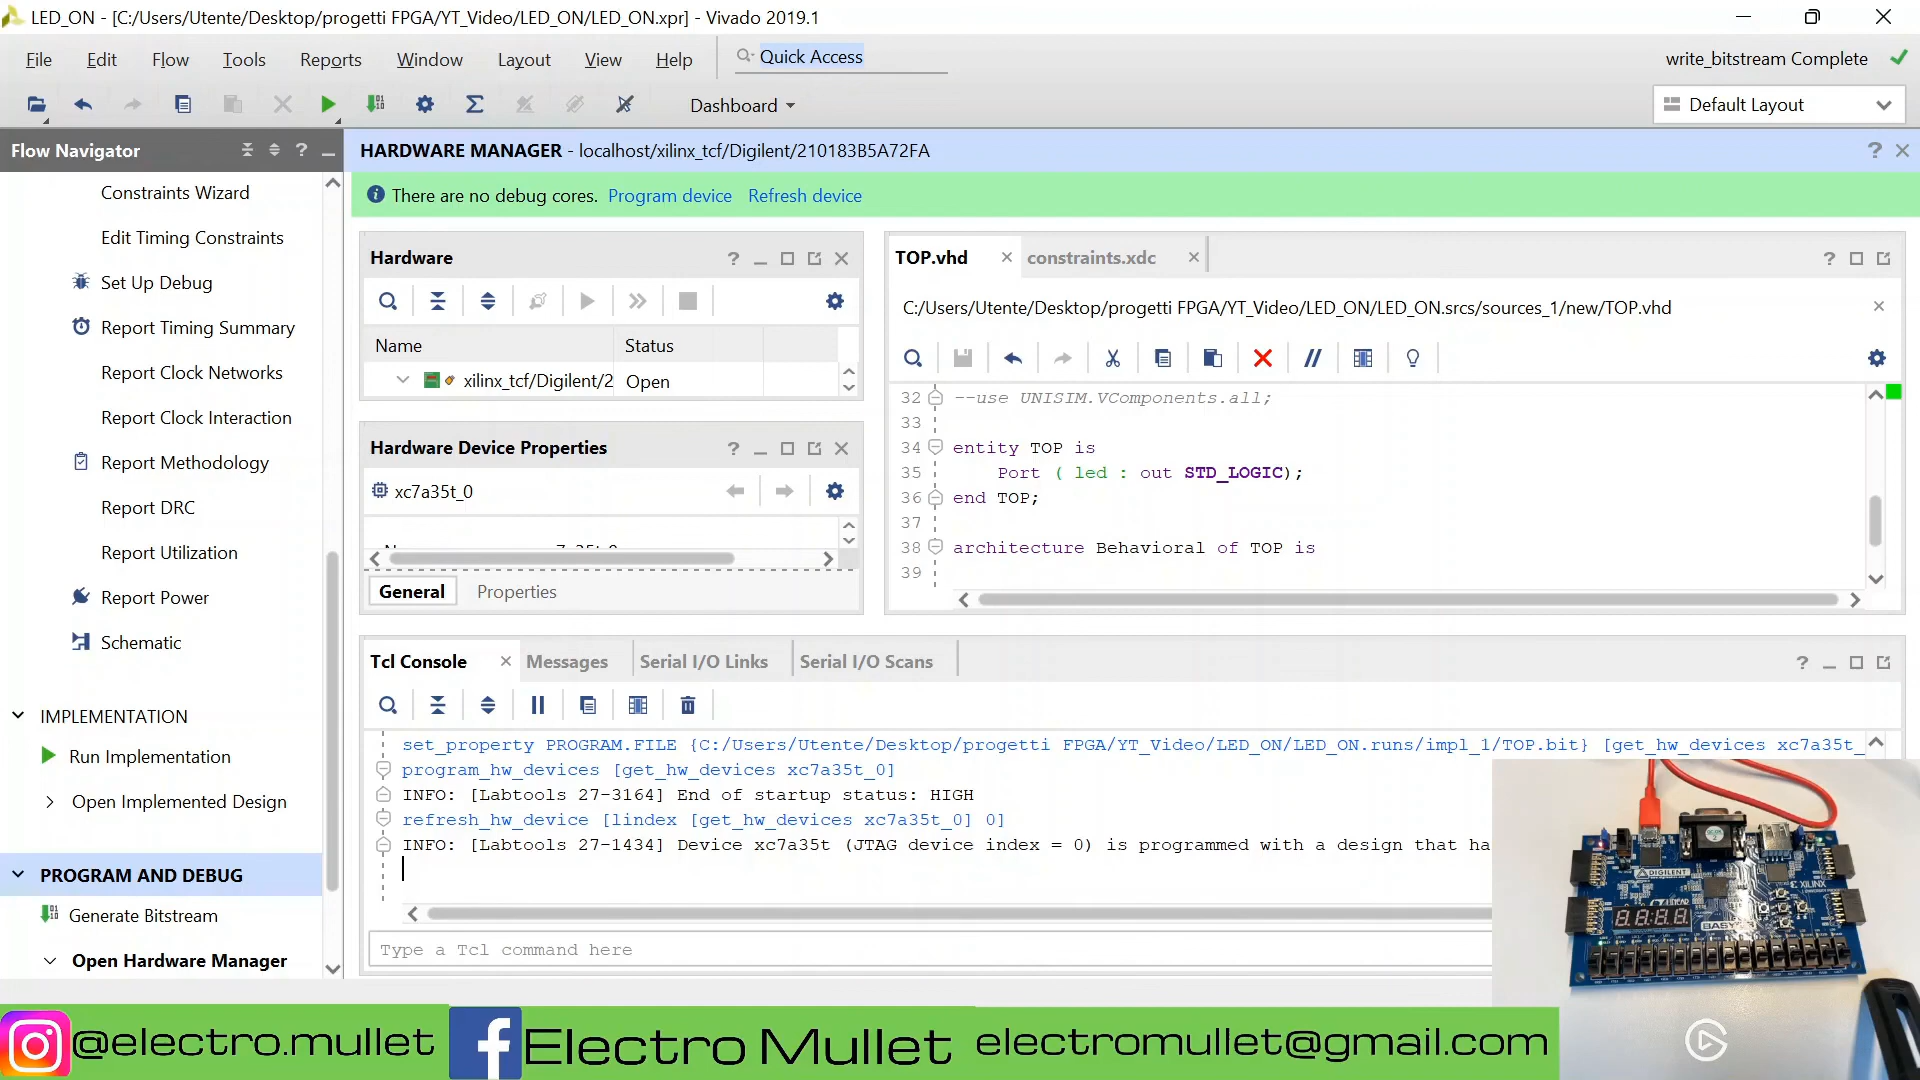 LED_ON - [C:/Users/Utente/Desktop/progetti FPGA/YT_Video/LED_ON/LED_ON.xpr] - Vivado 2019.1
File Edit Flow Tools Reports Window Layout View Help Quick Access
write_bitstream Complete
Dashboard
Default Layout
Flow Navigator
HARDWARE MANAGER - localhost/xilinx_tcf/Digilent/210183B5A72FA
There are no debug cores. Program device Refresh device
Constraints Wizard
Edit Timing Constraints
Set Up Debug
Report Timing Summary
Report Clock Networks
Report Clock Interaction
Report Methodology
Report DRC
Report Utilization
Report Power
Schematic
IMPLEMENTATION
Run Implementation
Open Implemented Design
PROGRAM AND DEBUG
Generate Bitstream
Open Hardware Manager
Hardware
Name Status
xilinx_tcf/Digilent/2 Open
Hardware Device Properties
xc7a35t_0
General Properties
TOP.vhd constraints.xdc
C:/Users/Utente/Desktop/progetti FPGA/YT_Video/LED_ON/LED_ON.srcs/sources_1/new/TOP.vhd
32 --use UNISIM.VComponents.all;
33
34 entity TOP is
35 Port ( led : out STD_LOGIC);
36 end TOP;
37
38 architecture Behavioral of TOP is
39
Tcl Console Messages Serial I/O Links Serial I/O Scans
set_property PROGRAM.FILE {C:/Users/Utente/Desktop/progetti FPGA/YT_Video/LED_ON/LED_ON.runs/impl_1/TOP.bit} [get_hw_devices xc7a35t_
program_hw_devices [get_hw_devices xc7a35t_0]
INFO: [Labtools 27-3164] End of startup status: HIGH
refresh_hw_device [lindex [get_hw_devices xc7a35t_0] 0]
INFO: [Labtools 27-1434] Device xc7a35t (JTAG device index = 0) is programmed with a design that ha
Type a Tcl command here
DIGILENT
XILINX
BASYS
@electro.mullet
Electro Mullet
electromullet@gmail.com